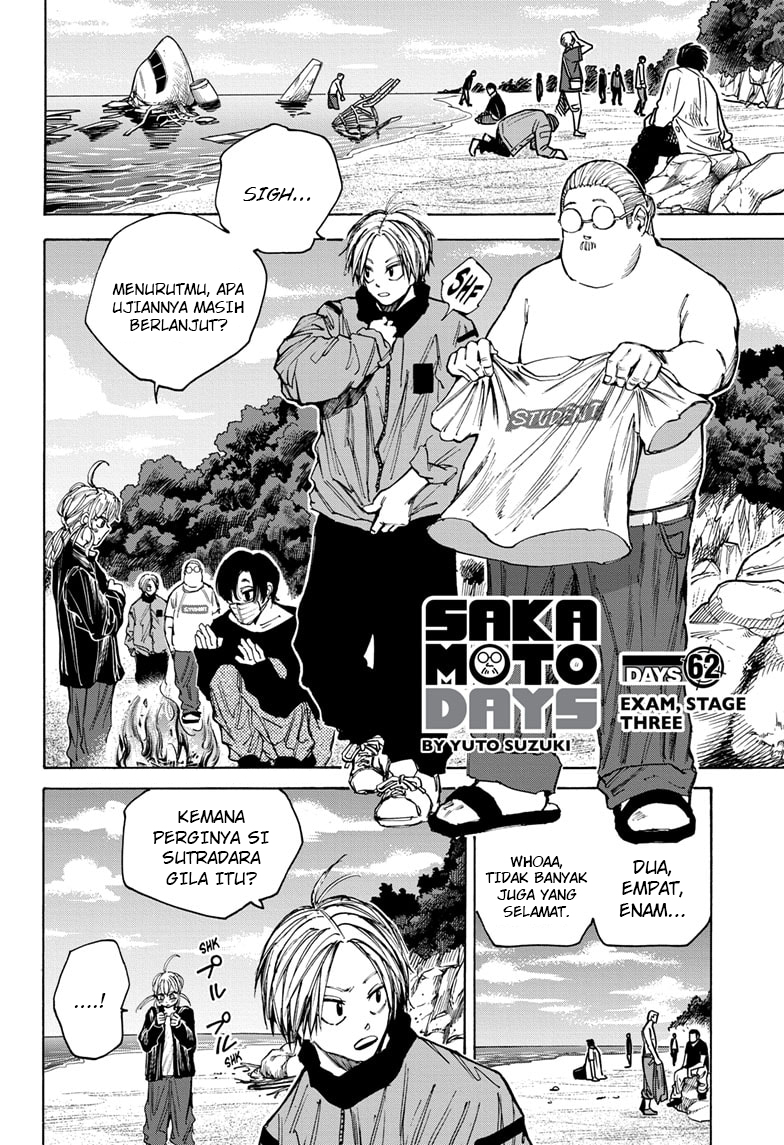 SIGH...
MENURUTMU, APA
UJIANNYA MASIH
BERLANJUT?
SHF
STUDENT
STUDENT
SAKA
MOTO
DAYS
BY YUTO SUZUKI
DAYS 62
EXAM, STAGE
THREE
DUA,
EMPAT,
ENAM...
WHOAA,
TIDAK BANYAK
JUGA YANG
SELAMAT.
KEMANA
PERGINYA SI
SUTRADARA
GILA ITU?
SHK
プルプル
SHK
....!